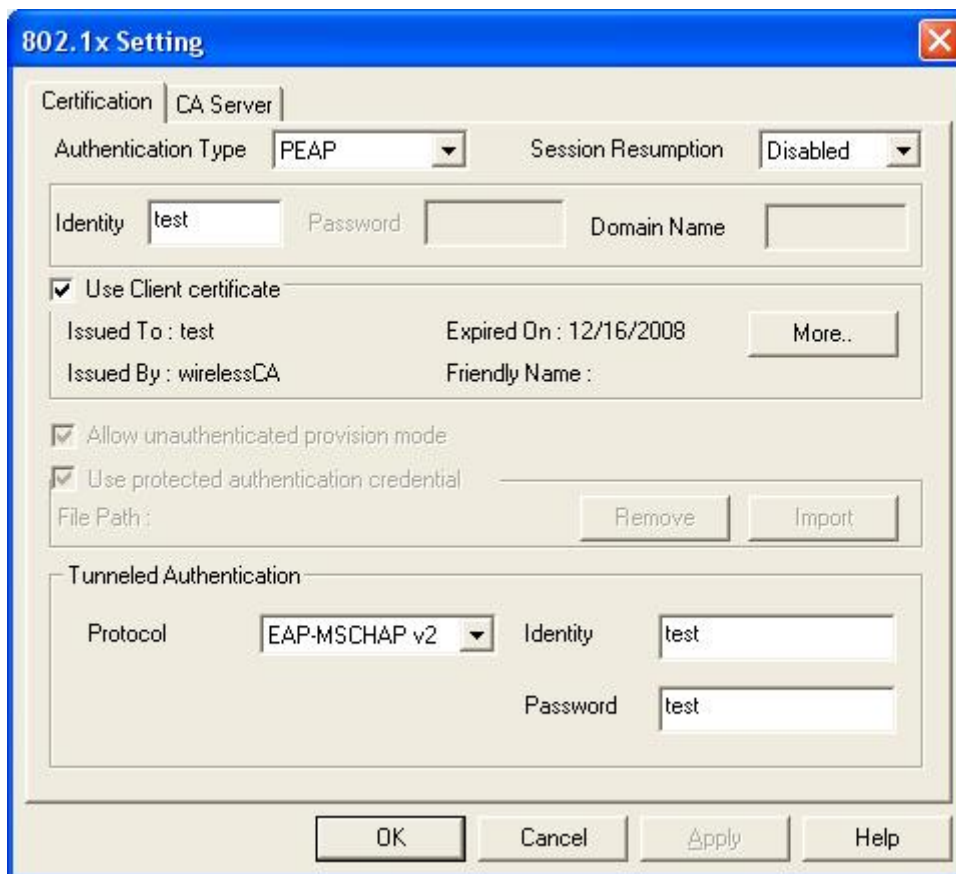 802.1x Setting
Certification CA Server
Authentication Type PEAP Session Resumption Disabled
Identity test Password Domain Name
Use Client certificate
Issued To : test Expired On : 12/16/2008 More..
Issued By : wirelessCA Friendly Name :
Allow unauthenticated provision mode
Use protected authentication credential
File Path : Remove Import
Tunneled Authentication
Protocol EAP-MSCHAP v2 Identity test
Password test
OK Cancel Apply Help